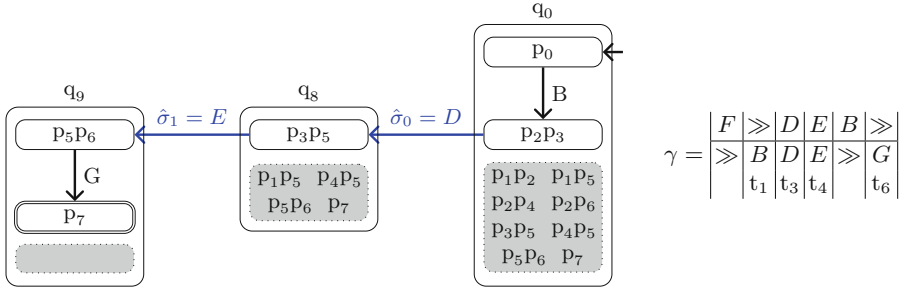 q₀
p₀
B
q₉
q₈
σ̂₁ = E
σ̂₀ = D
p₅p₆
p₃p₅
p₂p₃
G
p₁p₅ p₄p₅
p₅p₆ p₇
p₇
p₁p₂ p₁p₅
p₂p₄ p₂p₆
p₃p₅ p₄p₅
p₅p₆ p₇
γ =
F ≫ D E B ≫
≫ B D E ≫ G
t₁ t₃ t₄ t₆